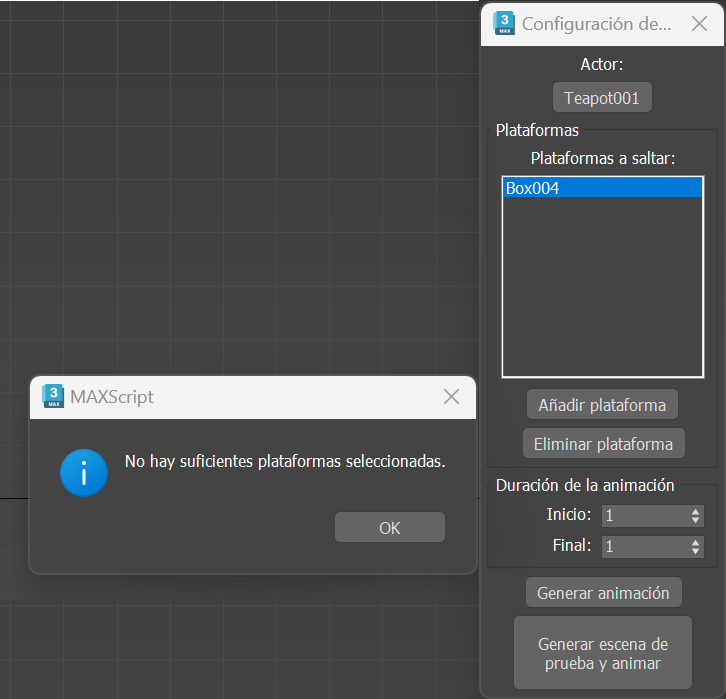 3
MAX
Configuración de...
Actor:
Teapot001
Plataformas
Plataformas a saltar:
Box004
Añadir plataforma
Eliminar plataforma
Duración de la animación
Inicio: 1
Final: 1
Generar animación
Generar escena de
prueba y animar
3
MAX
MAXScript
i
No hay suficientes plataformas seleccionadas.
OK